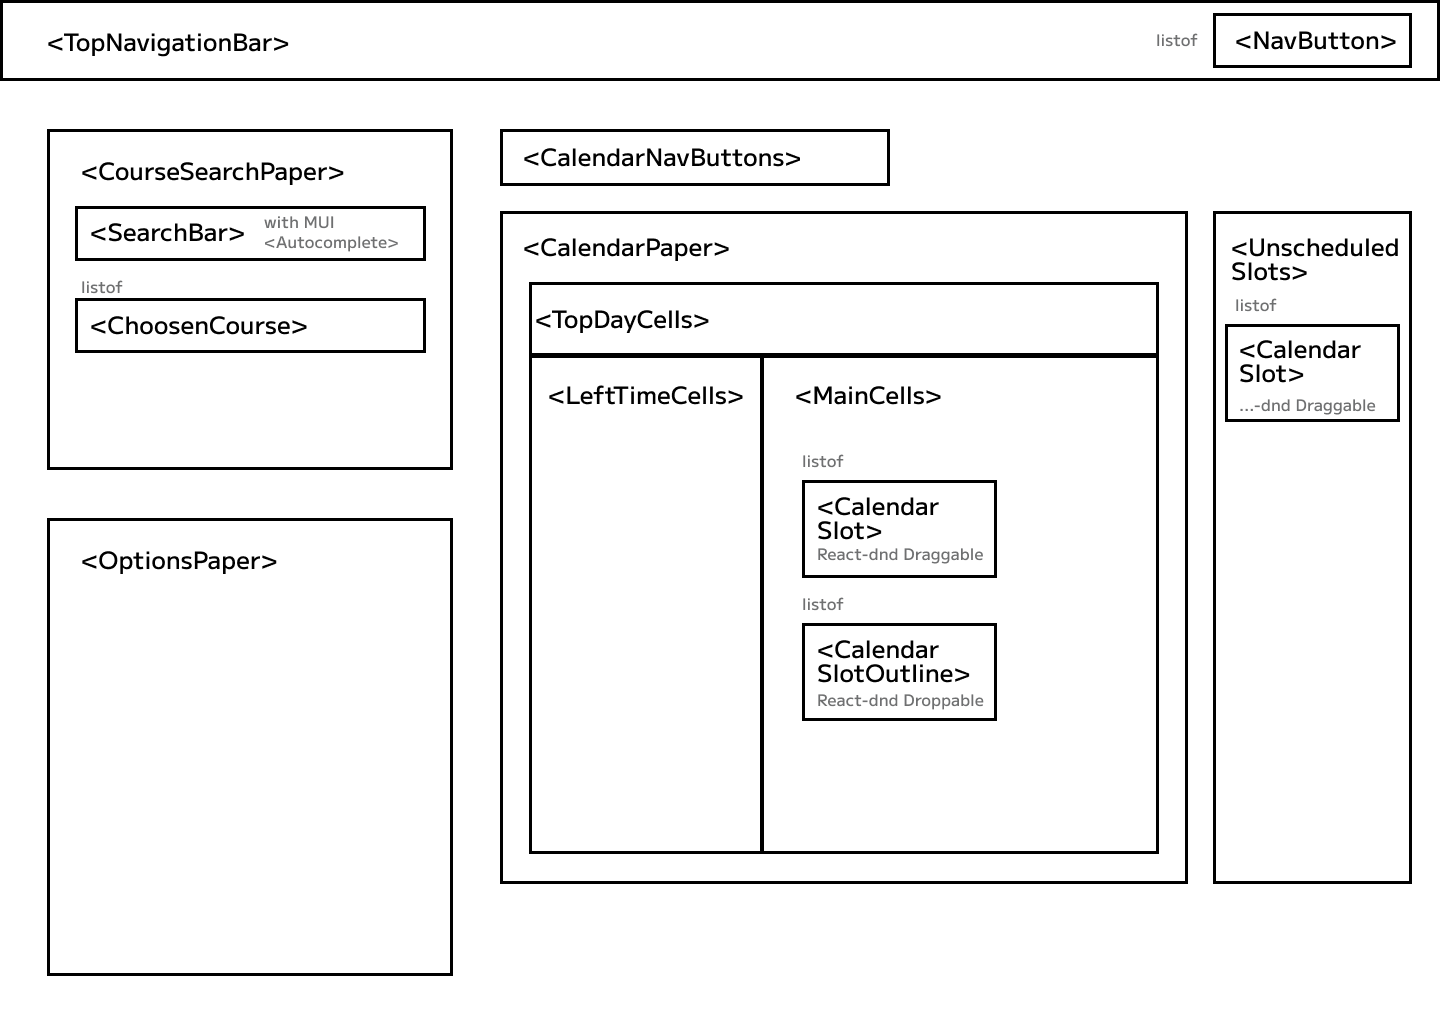 <TopNavigationBar>
listof
<NavButton>
<CourseSearchPaper>
<SearchBar>
with MUI
<Autocomplete>
listof
<ChoosenCourse>
<OptionsPaper>
<CalendarNavButtons>
<CalendarPaper>
<TopDayCells>
<LeftTimeCells>
<MainCells>
listof
<Calendar
Slot>
React-dnd Draggable
listof
<Calendar
SlotOutline>
React-dnd Droppable
<Unscheduled
Slots>
listof
<Calendar
Slot>
...-dnd Draggable